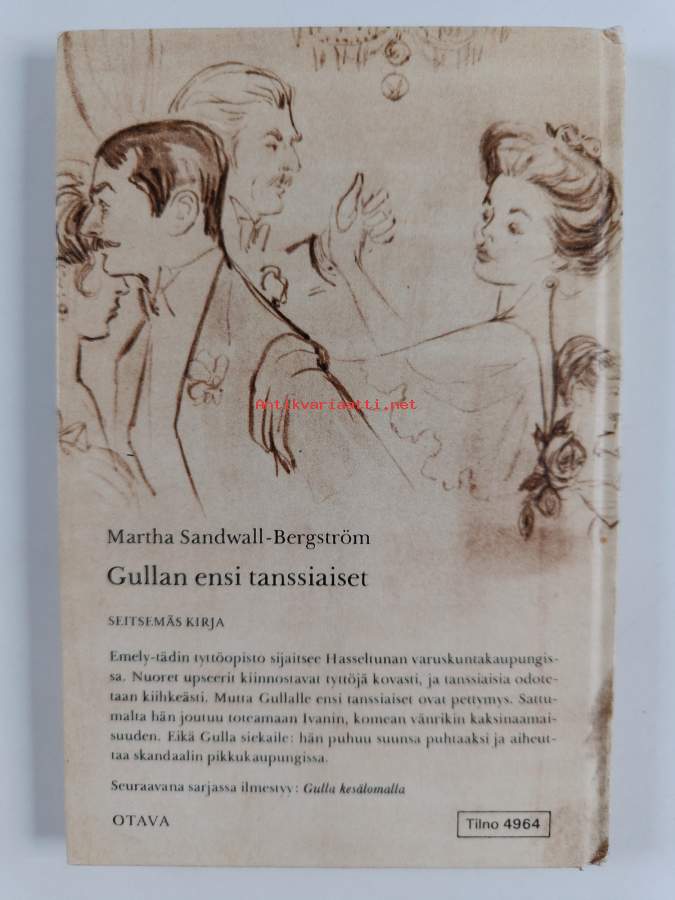 Antikvariaatti.net
Martha Sandwall-Bergström
Gullan ensi tanssiaiset
SEITSEMÄS KIRJA
Emely-tädin tyttöopisto sijaitsee Hasseltunan varuskuntakaupungis-
sa. Nuoret upseerit kiinnostavat tyttöjä kovasti, ja tanssiaisia odote-
taan kiihkeästi. Mutta Gullalle ensi tanssiaiset ovat pettymys. Sattu-
malta hän joutuu toteamaan Ivanin, komean vänrikin kaksinaamai-
suuden. Eikä Gulla siekaile: hän puhuu suunsa puhtaaksi ja aiheut-
taa skandaalin pikkukaupungissa.
Seuraavana sarjassa ilmestyy: Gulla kesälomalla
OTAVA
Tilno 4964